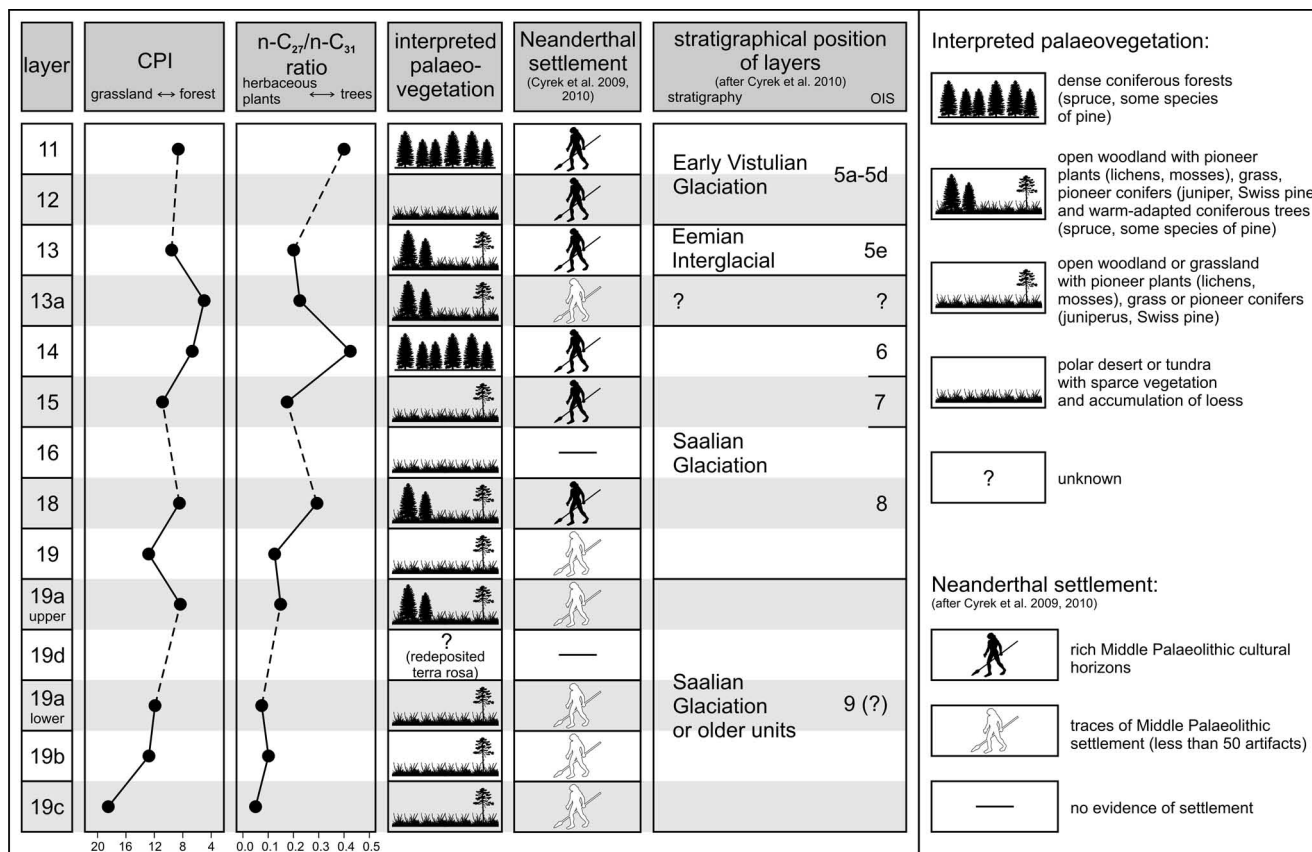 layer
CPI
grassland ↔ forest
n-C₂₇/n-C₃₁
ratio
herbaceous
plants ↔ trees
interpreted
palaeo-
vegetation
Neanderthal
settlement
(Cyrek et al. 2009,
2010)
stratigraphical position
of layers
(after Cyrek et al. 2010)
stratigraphy OIS
11
12
13
13a
14
15
16
18
19
19a
upper
19d
19a
lower
19b
19c
?
(redeposited
terra rosa)
Early Vistulian
Glaciation
5a-5d
Eemian
Interglacial
5e
? ?
6
7
Saalian
Glaciation
8
Saalian
Glaciation
or older units
9 (?)
20 16 12 8 4
0.0 0.1 0.2 0.3 0.4 0.5
Interpreted palaeovegetation:
dense coniferous forests
(spruce, some species
of pine)
open woodland with pioneer
plants (lichens, mosses), grass,
pioneer conifers (juniper, Swiss pine
and warm-adapted coniferous trees
(spruce, some species of pine)
open woodland or grassland
with pioneer plants (lichens,
mosses), grass or pioneer conifers
(juniperus, Swiss pine)
polar desert or tundra
with sparce vegetation
and accumulation of loess
?
unknown
Neanderthal settlement:
(after Cyrek et al. 2009, 2010)
rich Middle Palaeolithic cultural
horizons
traces of Middle Palaeolithic
settlement (less than 50 artifacts)
no evidence of settlement